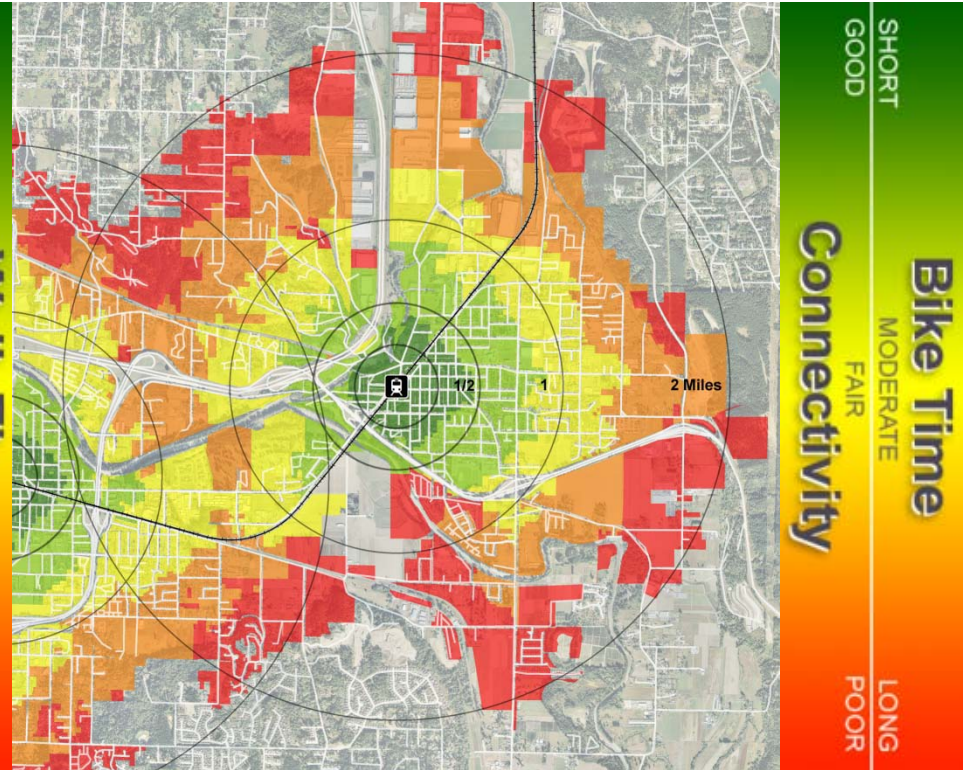 1/2
1
2 Miles
Bike Time
SHORT MODERATE LONG
GOOD FAIR POOR
Connectivity